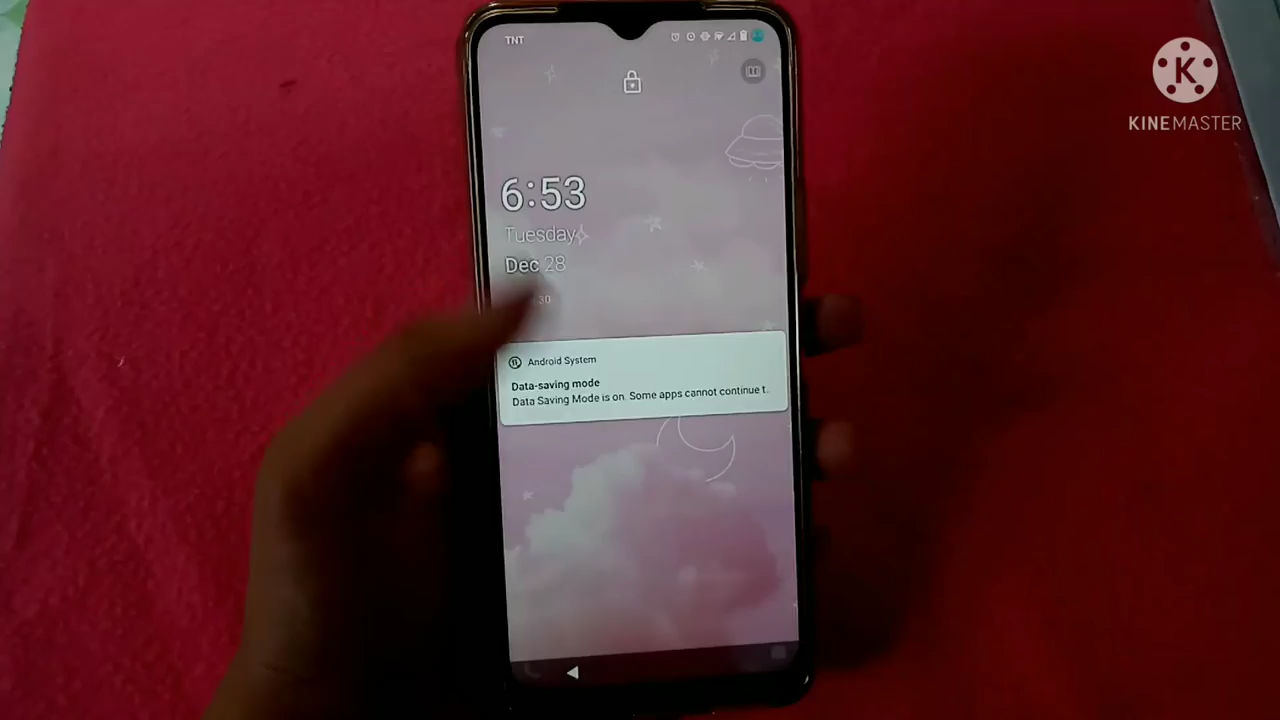 TNT
KINEMASTER
K
6:53
Tuesday
Dec 28
30
Android System
Data-saving mode
Data Saving Mode is on. Some apps cannot continue t..